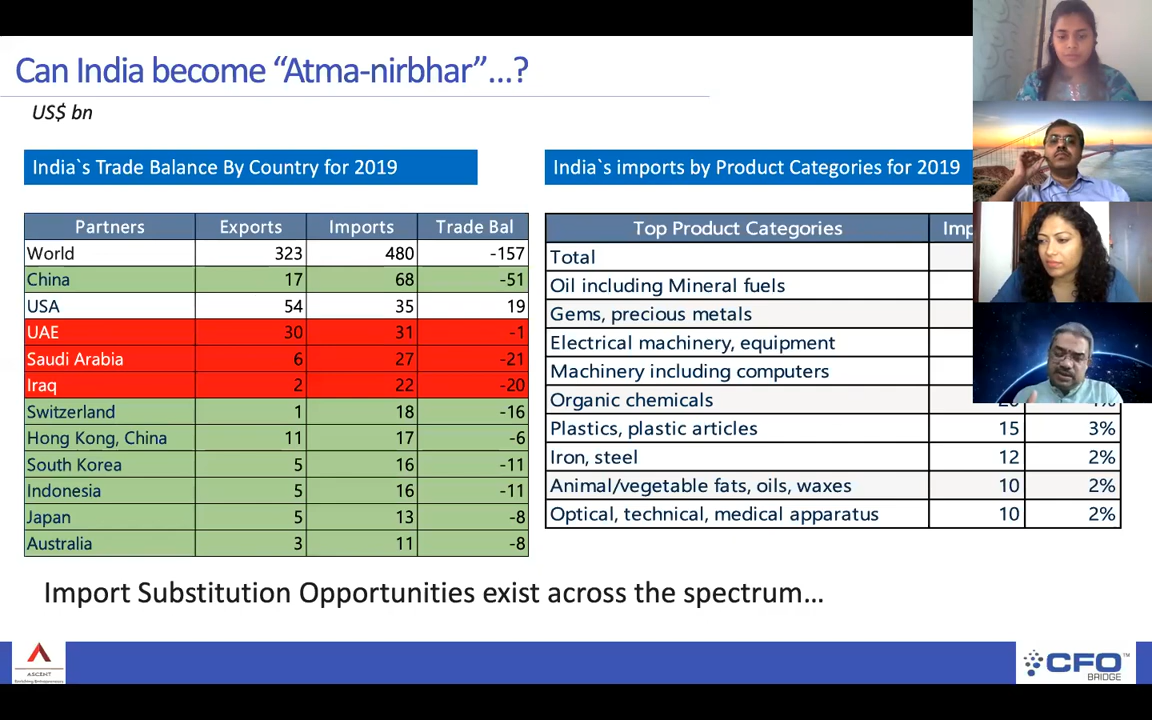 Can India become “Atma-nirbhar”...?
US$ bn
India`s Trade Balance By Country for 2019
Partners Exports Imports Trade Bal
World 323 480 -157
China 17 68 -51
USA 54 35 19
UAE 30 31 -1
Saudi Arabia 6 27 -21
Iraq 2 22 -20
Switzerland 1 18 -16
Hong Kong, China 11 17 -6
South Korea 5 16 -11
Indonesia 5 16 -11
Japan 5 13 -8
Australia 3 11 -8
India`s imports by Product Categories for 2019
Top Product Categories
Total
Oil including Mineral fuels
Gems, precious metals
Electrical machinery, equipment
Machinery including computers
Organic chemicals
Plastics, plastic articles 15 3%
Iron, steel 12 2%
Animal/vegetable fats, oils, waxes 10 2%
Optical, technical, medical apparatus 10 2%
Import Substitution Opportunities exist across the spectrum...
ASCENT
CFO
BRIDGE
TM